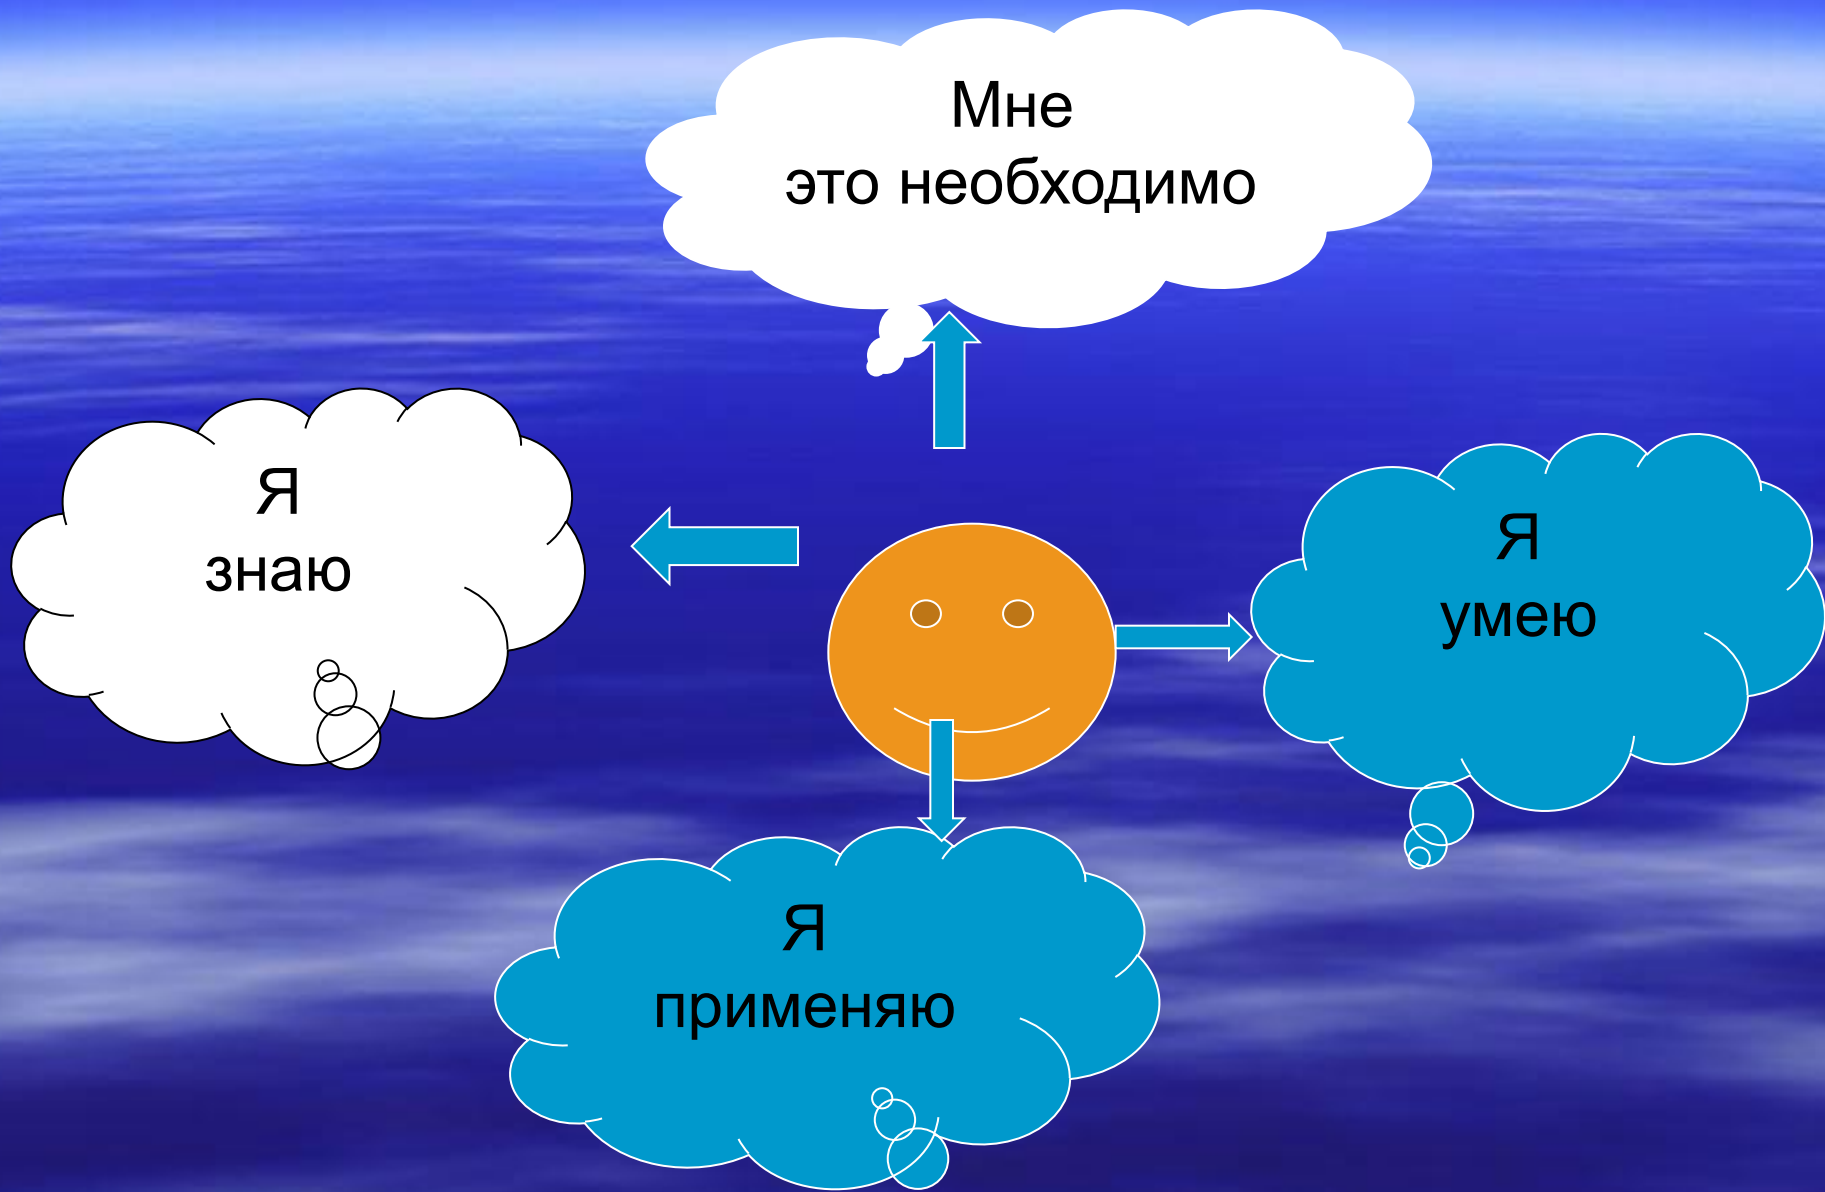 Мне
это необходимо
Я
знаю
Я
умею
Я
применяю